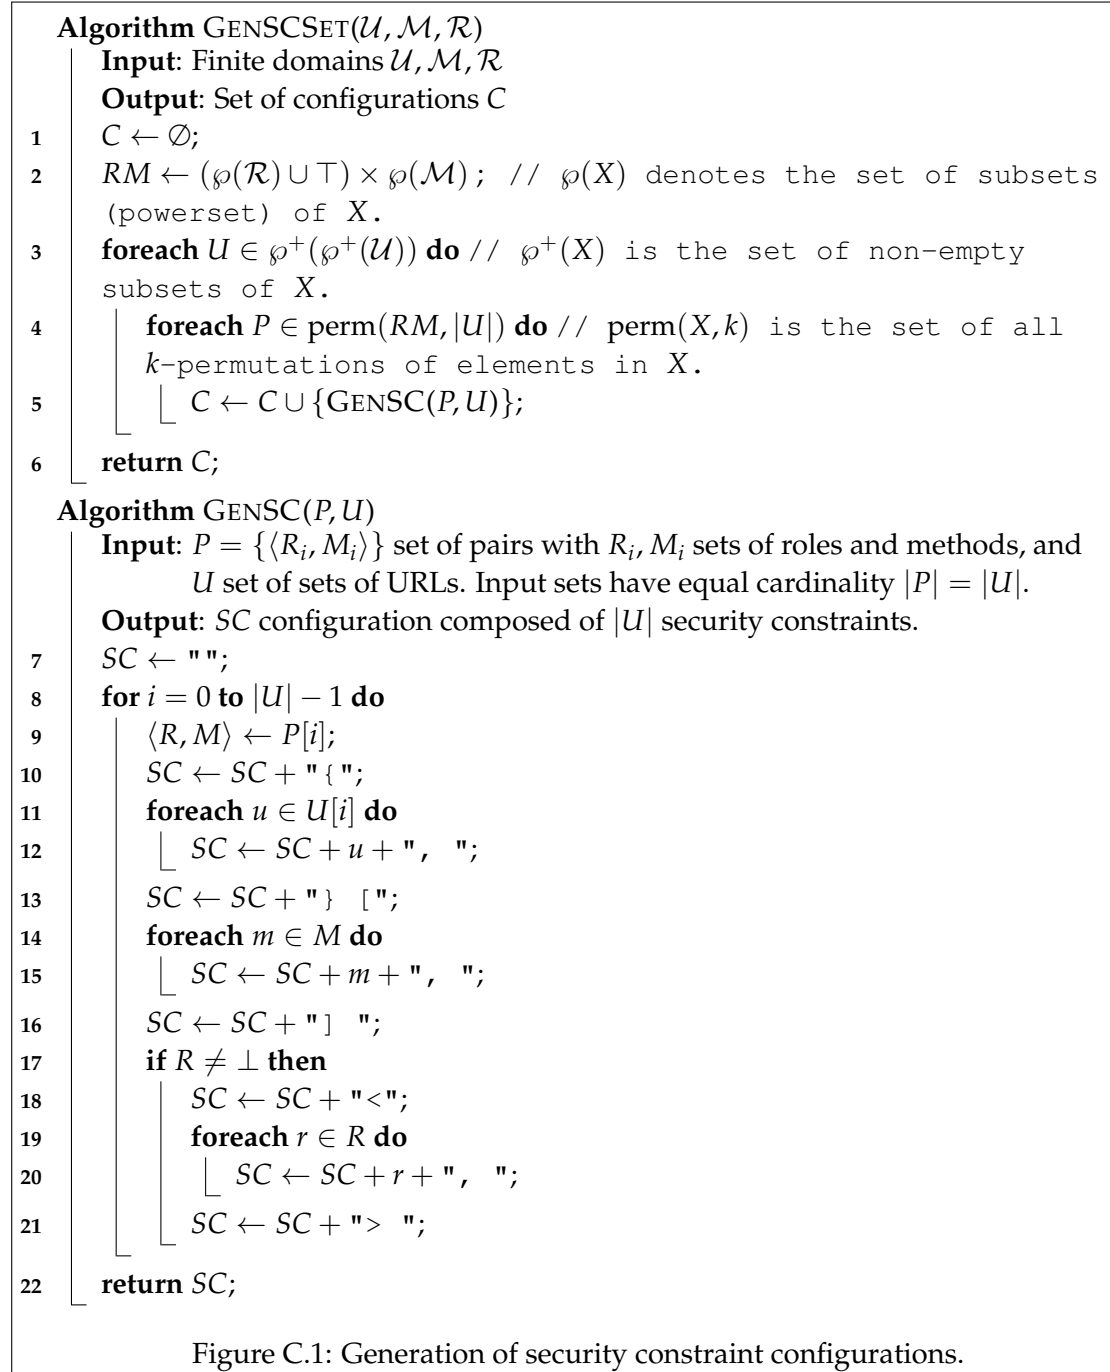 Algorithm GENSCSET(𝒰, ℳ, ℛ)
Input: Finite domains 𝒰, ℳ, ℛ
Output: Set of configurations C
1 C ← ∅;
2 RM ← (℘(ℛ) ∪ ⊤) × ℘(ℳ) ; // ℘(X) denotes the set of subsets
(powerset) of X.
3 foreach U ∈ ℘⁺(℘⁺(𝒰)) do // ℘⁺(X) is the set of non-empty
subsets of X.
4 foreach P ∈ perm(RM, |U|) do // perm(X, k) is the set of all
k-permutations of elements in X.
5 C ← C ∪ {GENSC(P, U)};
6 return C;
Algorithm GENSC(P, U)
Input: P = {⟨Rᵢ, Mᵢ⟩} set of pairs with Rᵢ, Mᵢ sets of roles and methods, and
U set of sets of URLs. Input sets have equal cardinality |P| = |U|.
Output: SC configuration composed of |U| security constraints.
7 SC ← "";
8 for i = 0 to |U| − 1 do
9 ⟨R, M⟩ ← P[i];
10 SC ← SC + "{";
11 foreach u ∈ U[i] do
12 SC ← SC + u + ", ";
13 SC ← SC + "} [";
14 foreach m ∈ M do
15 SC ← SC + m + ", ";
16 SC ← SC + "] ";
17 if R ≠ ⊥ then
18 SC ← SC + "<";
19 foreach r ∈ R do
20 SC ← SC + r + ", ";
21 SC ← SC + "> ";
22 return SC;
Figure C.1: Generation of security constraint configurations.